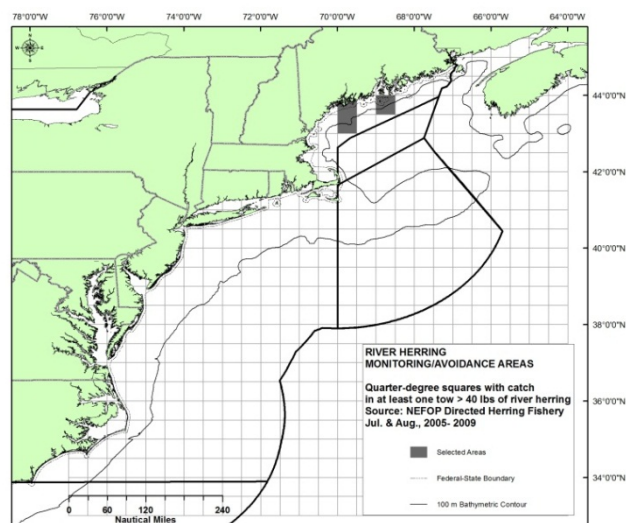 78°0'0"W 76°0'0"W 74°0'0"W 72°0'0"W 70°0'0"W 68°0'0"W 66°0'0"W 64°0'0"W
44°0'0"N
42°0'0"N
40°0'0"N
38°0'0"N
36°0'0"N
34°0'0"N
RIVER HERRING
MONITORING/AVOIDANCE AREAS
Quarter-degree squares with catch
in at least one tow > 40 lbs of river herring
Source: NEFOP Directed Herring Fishery
Jul. & Aug., 2005- 2009
Selected Areas
Federal-State Boundary
100 m Bathymetric Contour
0 30 60 120 180 240
Nautical Miles